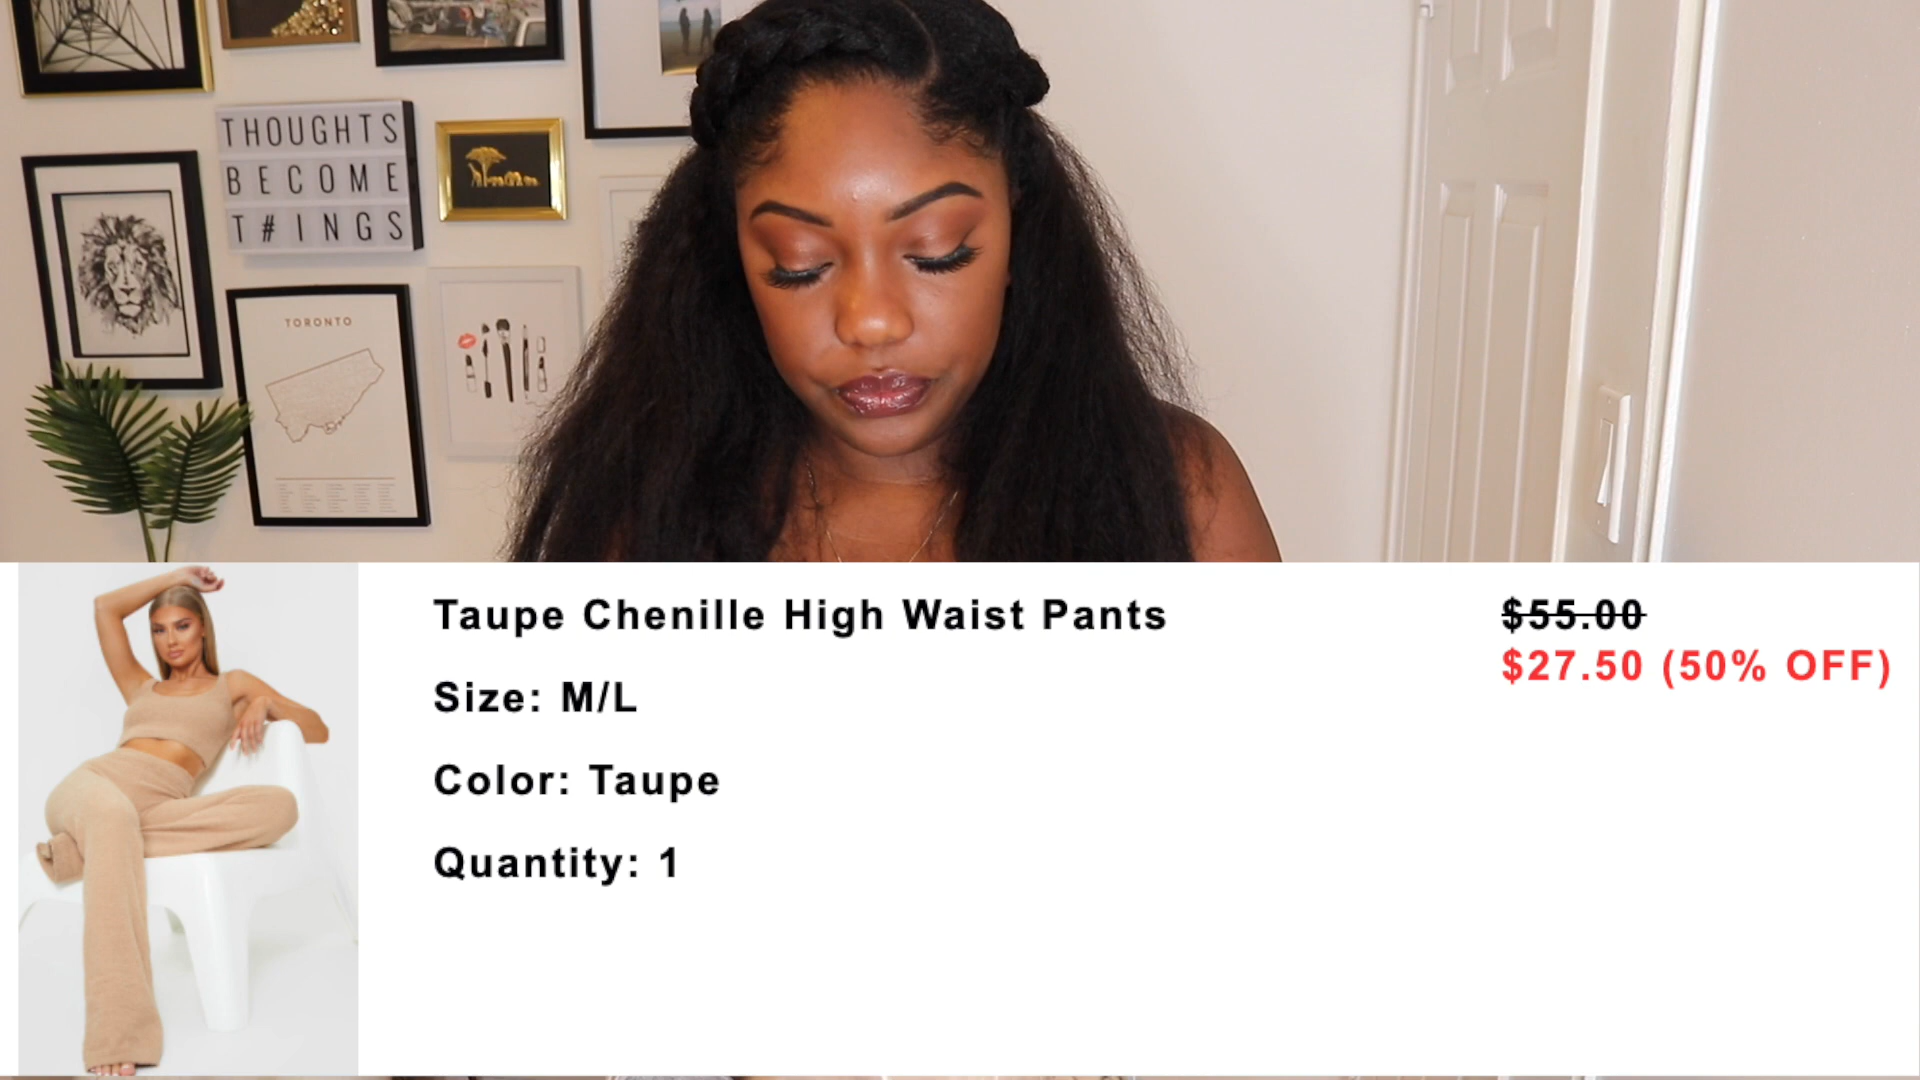 THOUGHTS
BECOME
T#INGS
TORONTO
Taupe Chenille High Waist Pants
$55.00
$27.50 (50% OFF)
Size: M/L
Color: Taupe
Quantity: 1